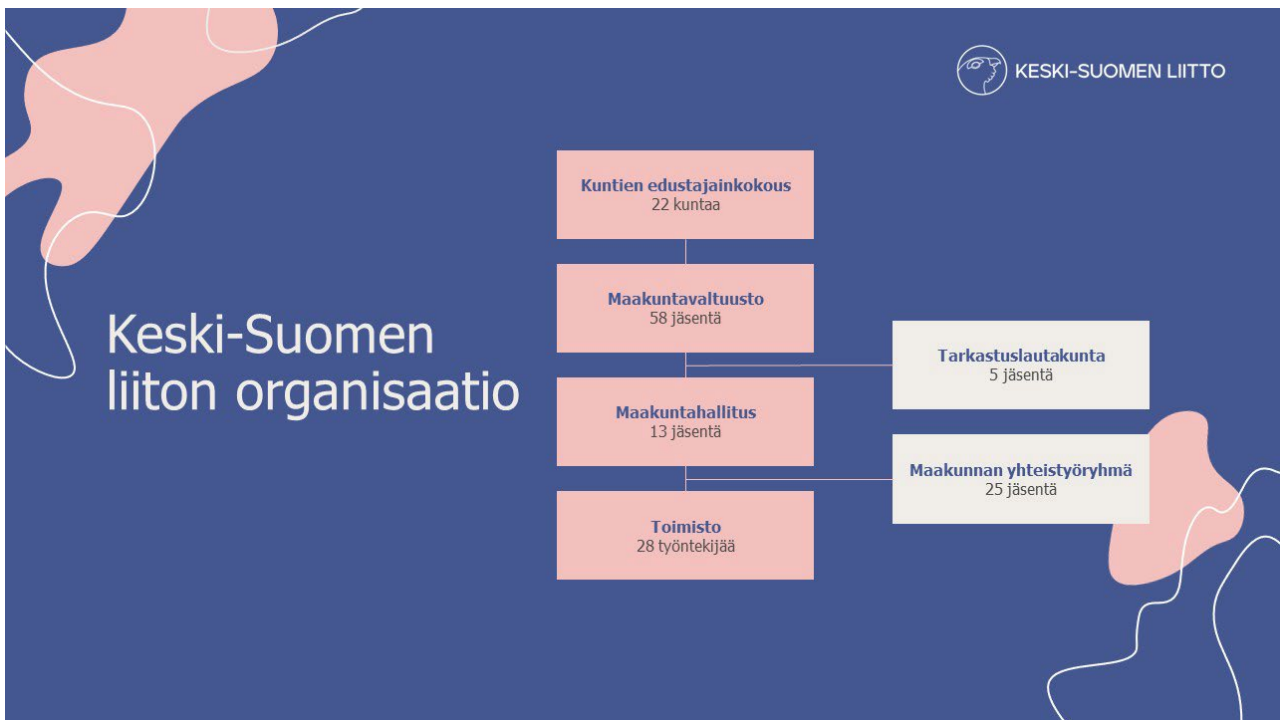 KESKI-SUOMEN LIITTO
Keski-Suomen
liiton organisaatio
Kuntien edustajainkokous
22 kuntaa
Maakuntavaltuusto
58 jäsentä
Tarkastuslautakunta
5 jäsentä
Maakuntahallitus
13 jäsentä
Maakunnan yhteistyöryhmä
25 jäsentä
Toimisto
28 työntekijää